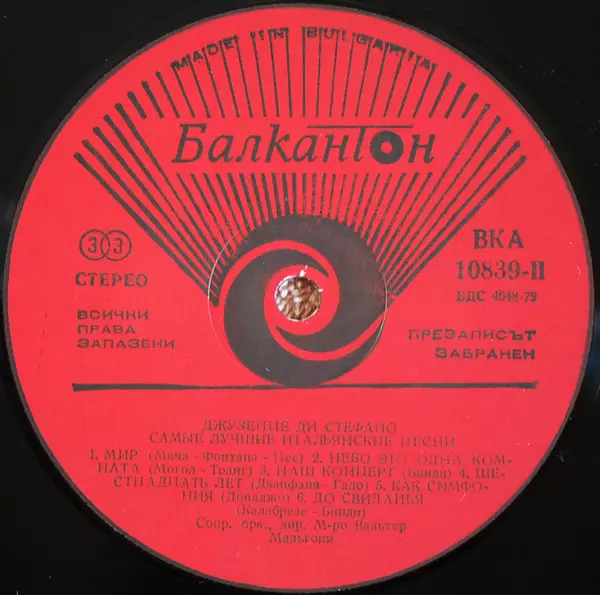 MADE IN BULGARIA
Балкантон
ЗЭ
СТЕРЕО
ВСИЧКИ
ПРАВА
ЗАПАЗЕНИ
ВКА
10839-II
БДС 4648-79
ПРЕЗАПИСЪТ
ЗАБРАНЕН
ДЖУЗЕППЕ ДИ СТЕФАНО
САМЫЕ ЛУЧШИЕ ИТАЛЬЯНСКИЕ ПЕСНИ
1. МИР (Меча - Фонтана - Пес) 2. НЕБО ЭТО ОДНА КОМ-
НАТА (Могол - Тоанг) 3. НАШ КОНЦЕРТ (Бинди) 4. ШЕ-
СТНАДЦАТЬ ЛЕТ (Джанфаня - Гало) 5. КАК СИМФО-
НИЯ (Донаджо) 6. ДО СВИДАНЬЯ
(Калабрезе - Бинди)
Сопр. орк., дир. М-ро Вальтер
Мальгони